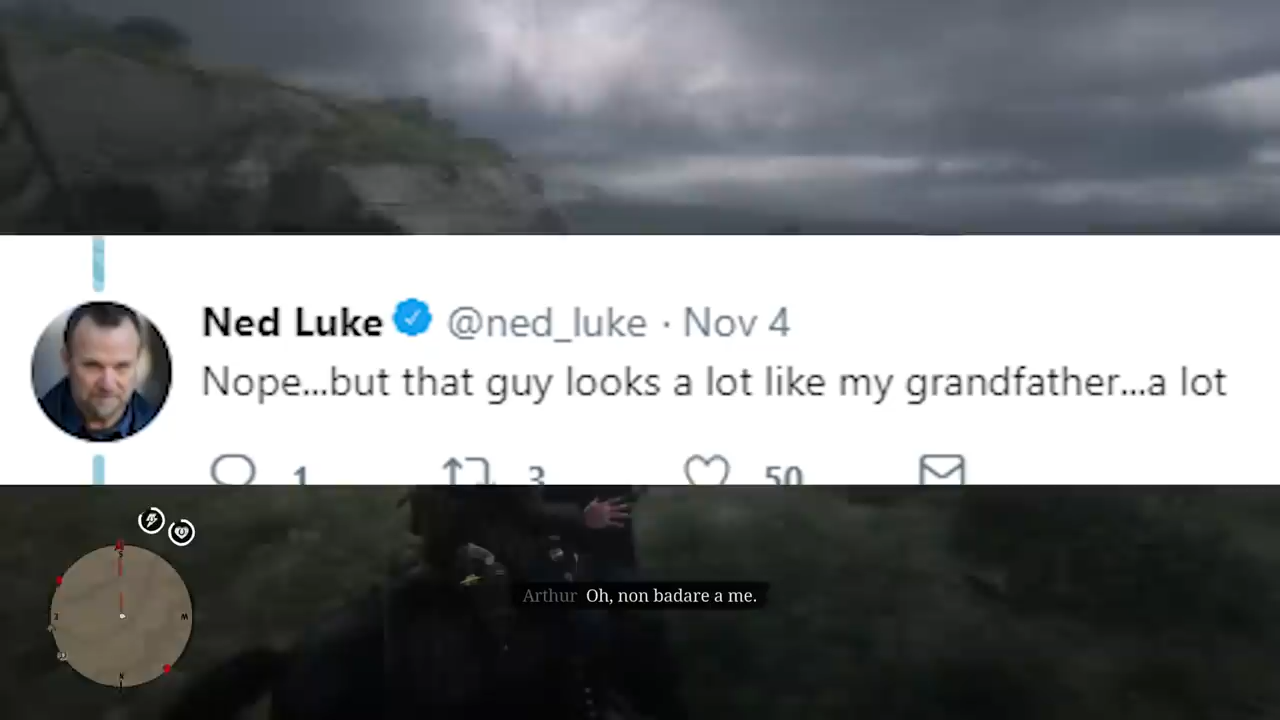 Ned Luke @ned_luke · Nov 4
Nope...but that guy looks a lot like my grandfather...a lot
1 3 50
S
E W
N
Arthur Oh, non badare a me.